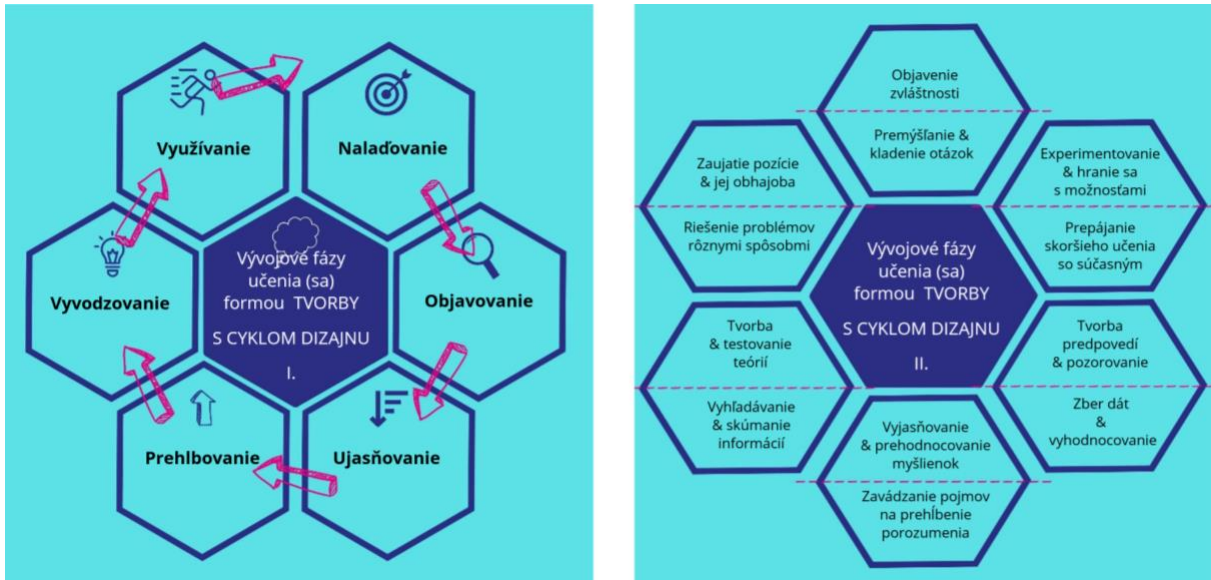 Využívanie
Nalaďovanie
Vyvodzovanie
Vývojové fázy
učenia (sa)
formou TVORBY
S CYKLOM DIZAJNU
I.
Objavovanie
Prehlbovanie
Ujasňovanie
Objavenie
zvláštnosti
Premýšľanie &
kladenie otázok
Zaujatie pozície
& jej obhajoba
Riešenie problémov
rôznymi spôsobmi
Experimentovanie
& hranie sa
s možnosťami
Prepájanie
skoršieho učenia
so súčasným
Vývojové fázy
učenia (sa)
formou TVORBY
S CYKLOM DIZAJNU
II.
Tvorba
& testovanie
teórií
Vyhľadávanie
& skúmanie
informácií
Tvorba
predpovedí
& pozorovanie
Zber dát
&
vyhodnocovanie
Vyjasňovanie
& prehodnocovanie
myšlienok
Zavádzanie pojmov
na prehĺbenie
porozumenia